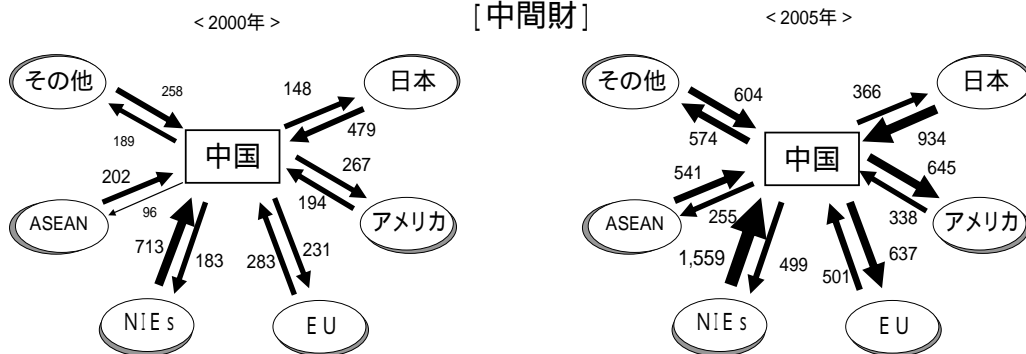 [中間財]
<2000年>
その他
日本
258
148
189
479
中国
202
267
96
194
ASEAN
アメリカ
713
183
283
231
NIEs
EU
<2005年>
その他
日本
604
366
574
934
中国
541
645
255
338
ASEAN
アメリカ
1,559
499
501
637
NIEs
EU